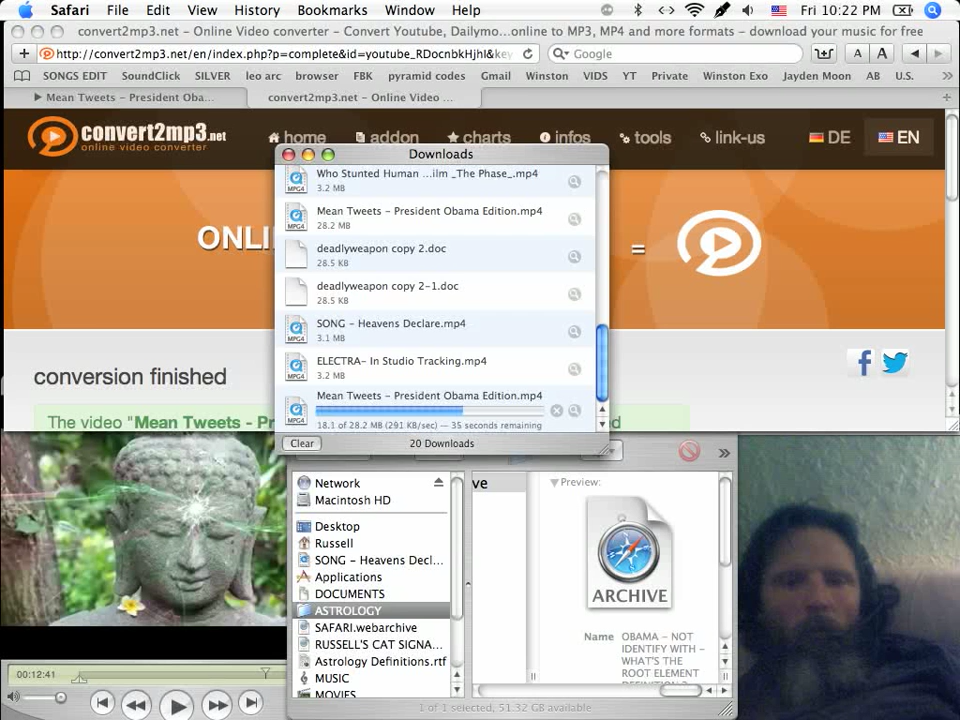 Safari File Edit View History Bookmarks Window Help Fri 10:22 PM
convert2mp3.net – Online Video converter – Convert Youtube, Dailymo...online to MP3, MP4 and more formats – download your music for free
http://convert2mp3.net/en/index.php?p=complete&id=youtube_RDocnbkHjhI&key
Google
A A
SONGS EDIT SoundClick SILVER leo arc browser FBK pyramid codes Gmail Winston VIDS YT Private Winston Exo Jayden Moon AB U.S. »
Mean Tweets – President Oba...
convert2mp3.net – Online Video ...
convert2mp3.net
online video converter
home addon charts infos tools link-us DE EN
Downloads
Who Stunted Human ...ilm _The Phase_.mp4
3.2 MB
Mean Tweets – President Obama Edition.mp4
28.2 MB
ONLI
=
deadlyweapon copy 2.doc
28.5 KB
deadlyweapon copy 2-1.doc
28.5 KB
SONG – Heavens Declare.mp4
3.1 MB
ELECTRA- In Studio Tracking.mp4
3.2 MB
conversion finished
Mean Tweets – President Obama Edition.mp4
18.1 of 28.2 MB (291 KB/sec) — 35 seconds remaining
The video "Mean Tweets - Pr
d
Clear
20 Downloads
»
Network
Macintosh HD
Desktop
Russell
SONG – Heavens Decl...
Applications
DOCUMENTS
ASTROLOGY
SAFARI.webarchive
RUSSELL'S CAT SIGNA...
Astrology Definitions.rtf
MUSIC
MOVIES
ve
Preview:
ARCHIVE
Name OBAMA – NOT
IDENTIFY WITH –
WHAT'S THE
ROOT ELEMENT
1 of 1 selected, 51.32 GB available
00:12:41